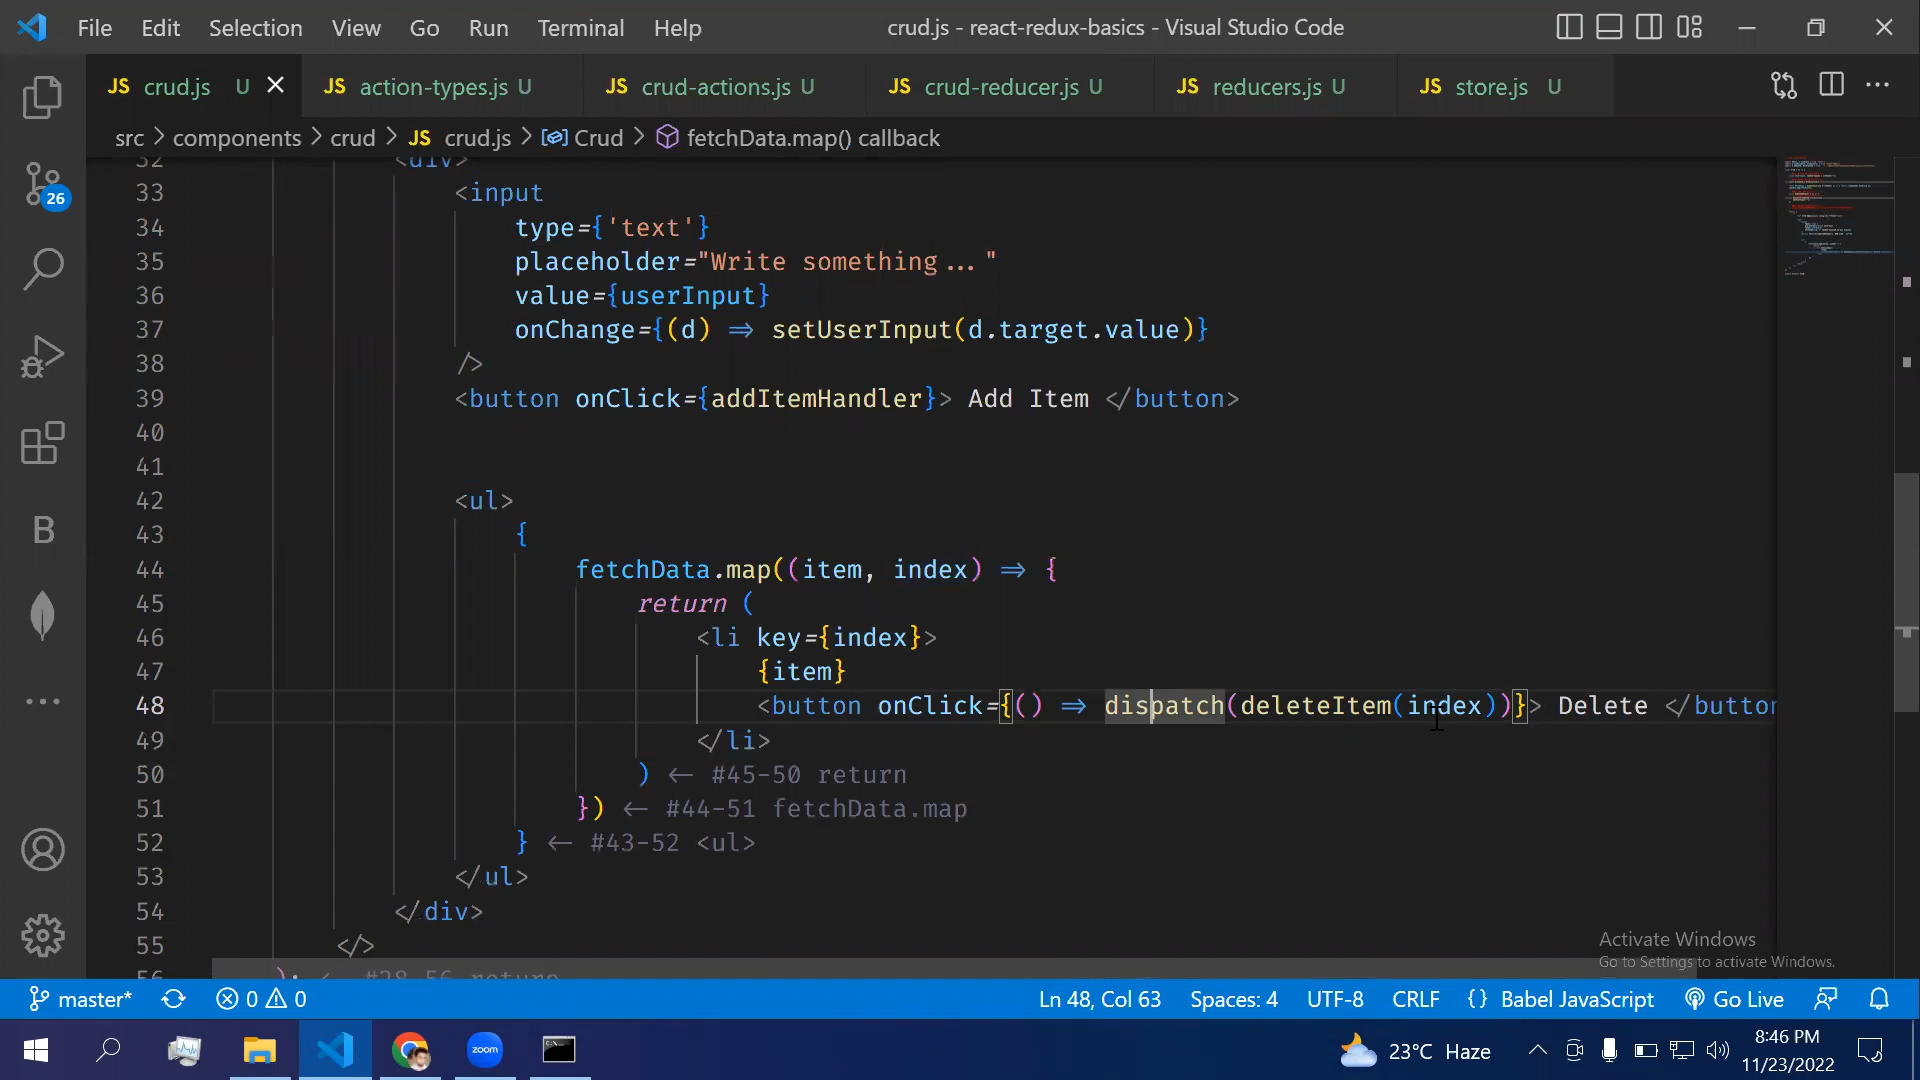 File Edit Selection View Go Run Terminal Help crud.js - react-redux-basics - Visual Studio Code
JS crud.js U JS action-types.js U JS crud-actions.js U JS crud-reducer.js U JS reducers.js U JS store.js U
src > components > crud > JS crud.js > Crud > fetchData.map() callback
32 <div>
33 <input
34 type={'text'}
35 placeholder="Write something..."
36 value={userInput}
37 onChange={(d) => setUserInput(d.target.value)}
38 />
39 <button onClick={addItemHandler}> Add Item </button>
40
41
42 <ul>
43 {
44 fetchData.map((item, index) => {
45 return (
46 <li key={index}>
47 {item}
48 <button onClick={() => dispatch(deleteItem(index))}> Delete </button
49 </li>
50 ) <- #45-50 return
51 }) <- #44-51 fetchData.map
52 } <- #43-52 <ul>
53 </ul>
54 </div>
55 </>
56 ); <- #28-56 return
26
B
Activate Windows
Go to Settings to activate Windows.
master* 0 0 Ln 48, Col 63 Spaces: 4 UTF-8 CRLF {} Babel JavaScript Go Live
zoom 23°C Haze 8:46 PM
11/23/2022